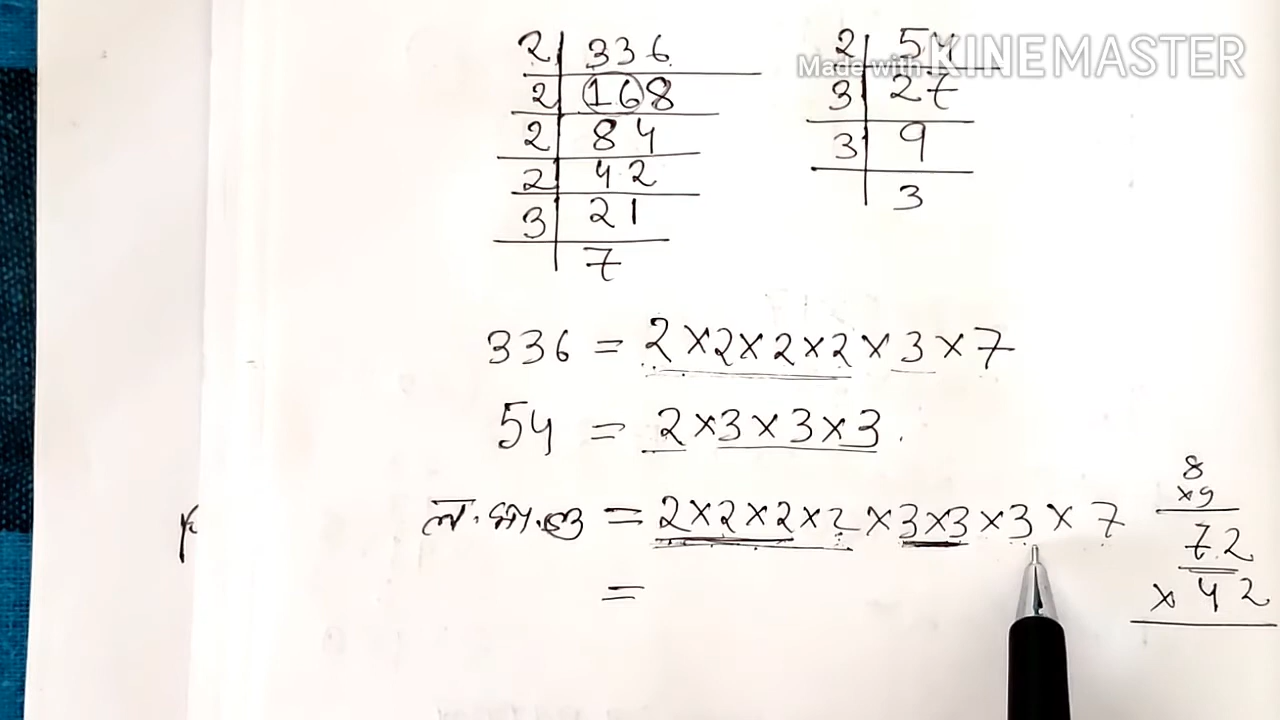 2 | 336
2 | 168
2 | 84
2 | 42
3 | 21
7
2 | 54
3 | 27
3 | 9
3
Made with KINEMASTER
336 = 2×2×2×2×3×7
54 = 2×3×3×3.
ল.সা.গু = 2×2×2×2×3×3×3×7
=
8
×9
72
×42